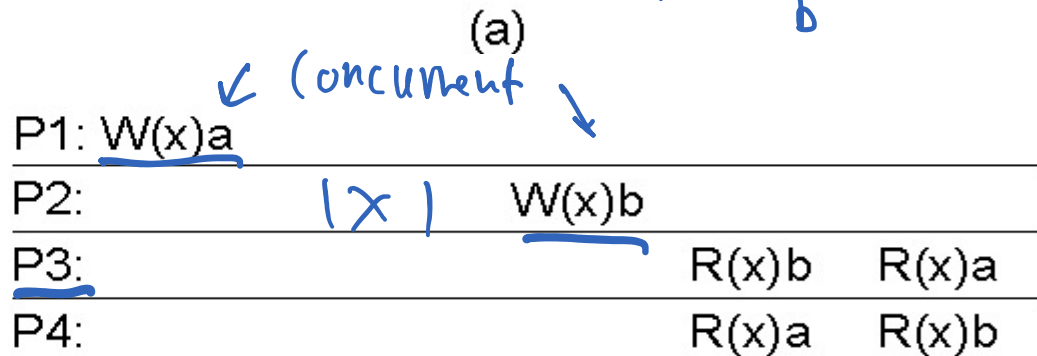 b
(a)
Concurrent
P1: W(x)a
P2: |X| W(x)b
P3: R(x)b R(x)a
P4: R(x)a R(x)b